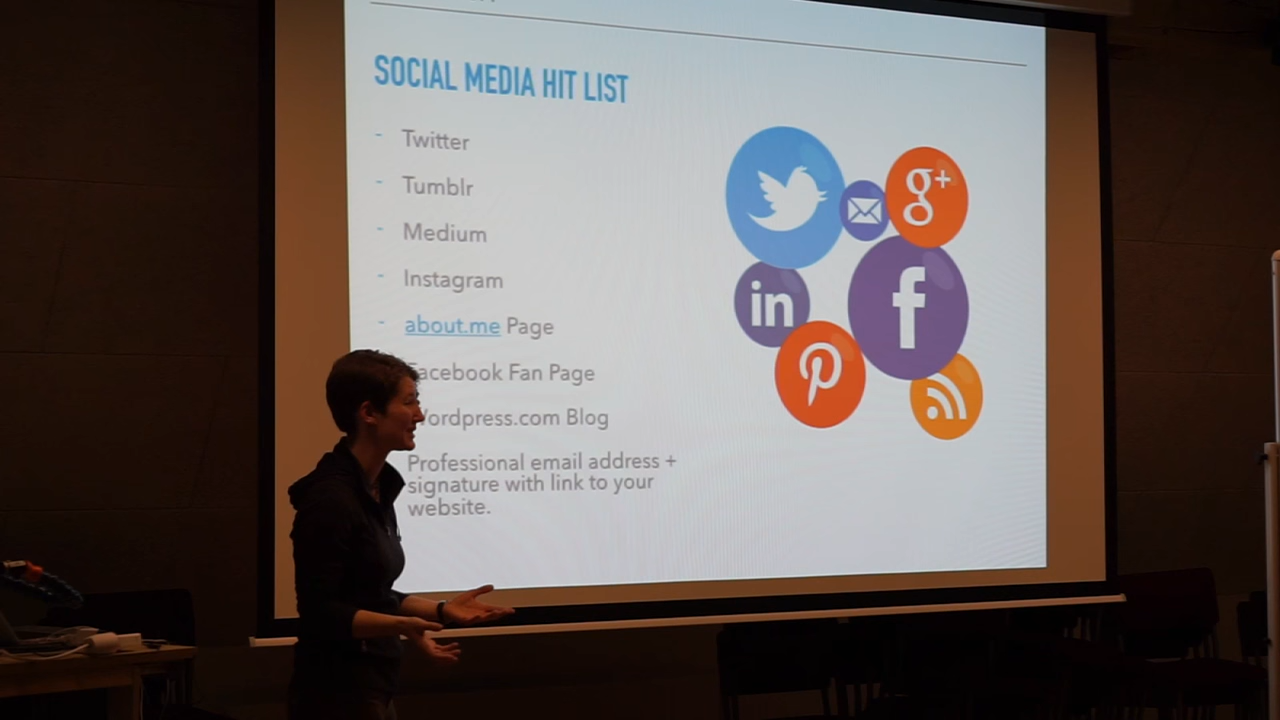 SOCIAL MEDIA HIT LIST
- Twitter
- Tumblr
- Medium
- Instagram
- about.me Page
acebook Fan Page
ordpress.com Blog
Professional email address +
signature with link to your
website.
g+
in
f